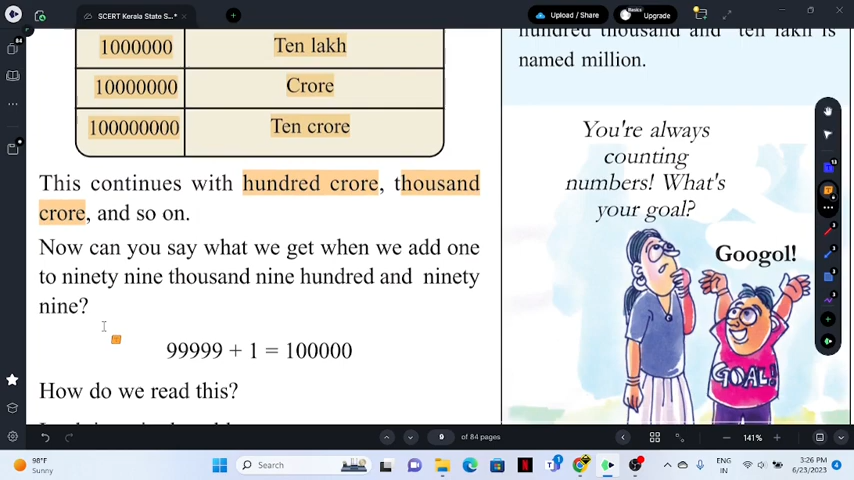 SCERT Kerala State S...*
Upload / Share
Basics
Upgrade
84
1000000 Ten lakh
10000000 Crore
100000000 Ten crore
This continues with hundred crore, thousand
crore, and so on.
Now can you say what we get when we add one
to ninety nine thousand nine hundred and ninety
nine?
99999 + 1 = 100000
How do we read this?
hundred thousand and ten lakh is
named million.
You're always
counting
numbers! What's
your goal?
Googol!
GOAL!
9 of 84 pages
141%
98°F
Sunny
Search
ENG
IN
3:26 PM
6/23/2023